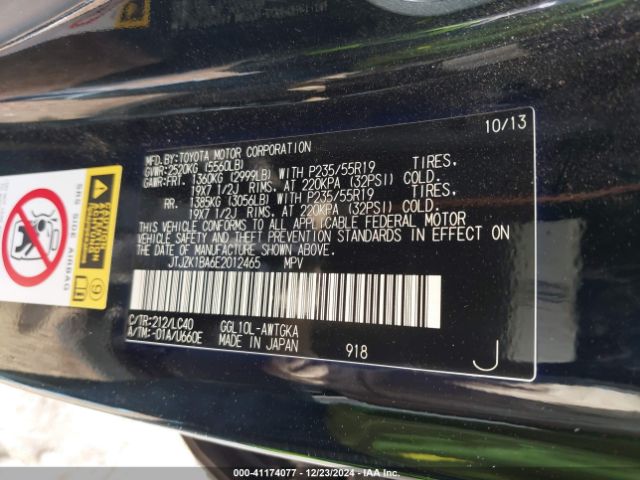 10/13
MFD.BY:TOYOTA MOTOR CORPORATION
GVWR:2520KG (5560LB)
GAWR:FRT. 1360KG (2999LB) WITH P235/55R19 TIRES.
19X7 1/2J RIMS. AT 220KPA (32PSI) COLD.
RR. 1385KG (3056LB) WITH P235/55R19 TIRES.
19X7 1/2J RIMS. AT 220KPA (32PSI) COLD.
THIS VEHICLE CONFORMS TO ALL APPLICABLE FEDERAL MOTOR
VEHICLE SAFETY AND THEFT PREVENTION STANDARDS IN EFFECT ON
THE DATE OF MANUFACTURE SHOWN ABOVE.
JTJZK1BA6E2012465 MPV
C/TR:212/LC40 GGL10L-AWTGKA
A/TM:-01A/U660E MADE IN JAPAN 918 J
SRS SIDE AIRBAG
000-41174077 - 12/23/2024 - IAA Inc.